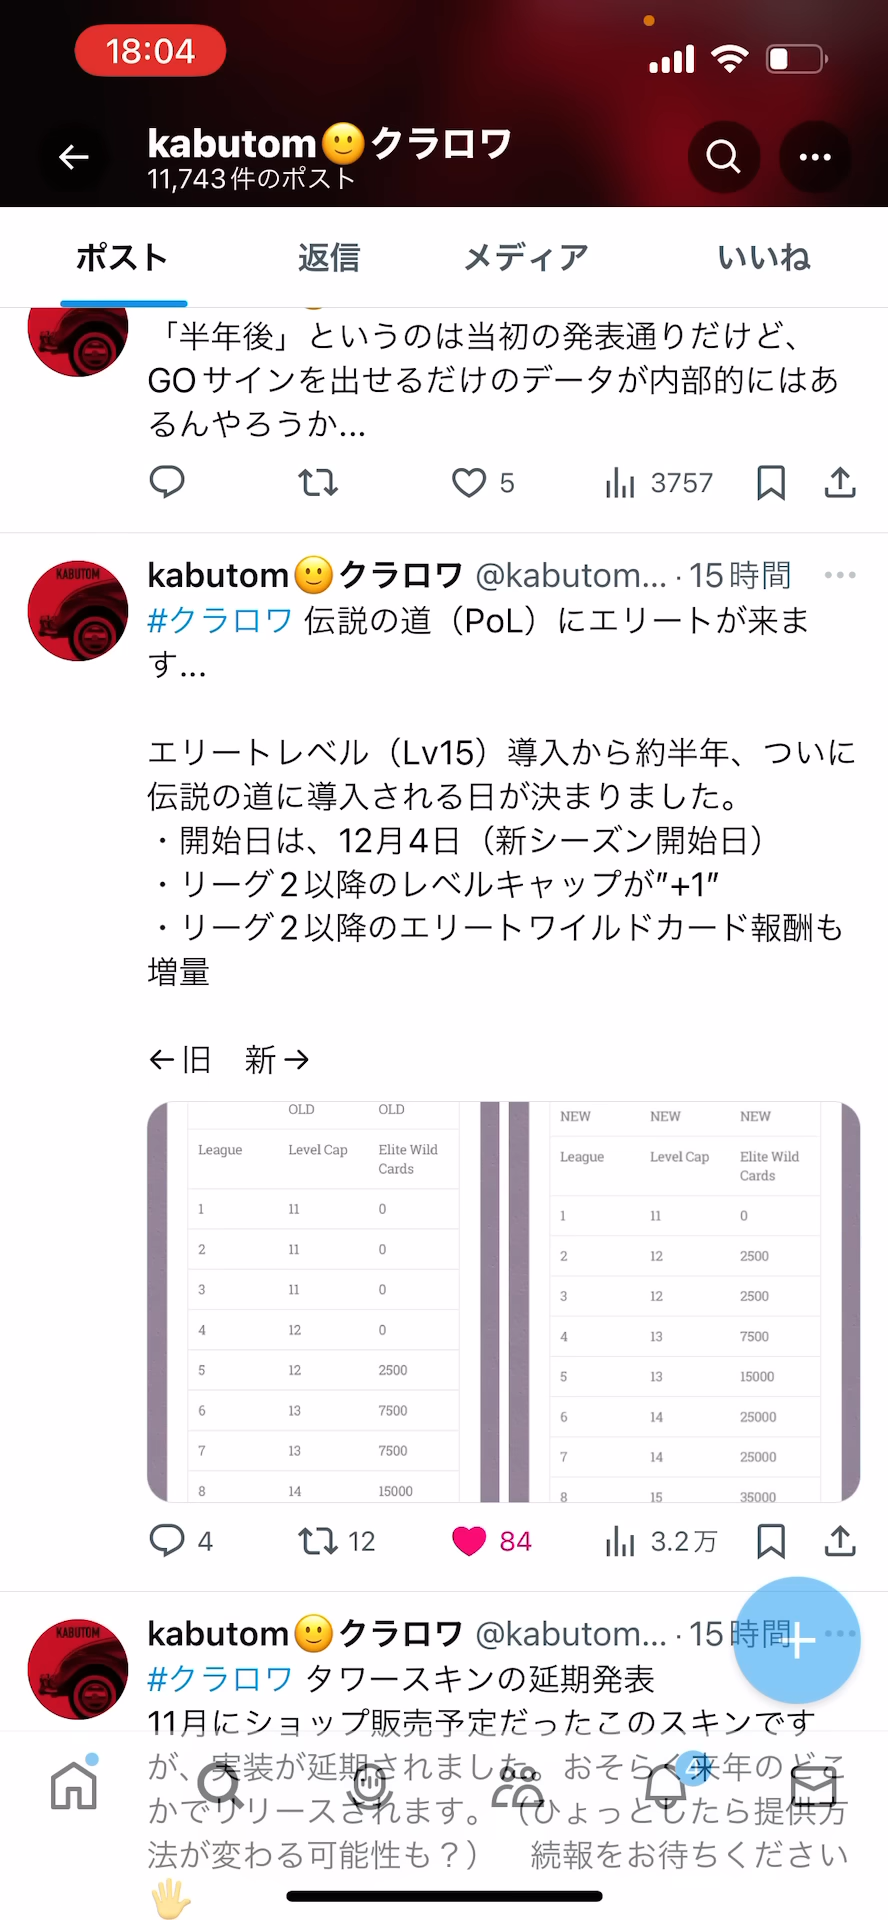 18:04
kabutom🙂クラロワ
11,743件のポスト
ポスト 返信 メディア いいね
「半年後」というのは当初の発表通りだけど、
GOサインを出せるだけのデータが内部的にはあ
るんやろうか...
5 3757
KABUTOM
kabutom🙂クラロワ @kabutom... · 15時間
#クラロワ 伝説の道（PoL）にエリートが来ま
す...
エリートレベル（Lv15）導入から約半年、ついに
伝説の道に導入される日が決まりました。
・開始日は、12月4日（新シーズン開始日）
・リーグ2以降のレベルキャップが"+1"
・リーグ2以降のエリートワイルドカード報酬も
増量
←旧　新→
OLD OLD
League Level Cap Elite Wild
Cards
1 11 0
2 11 0
3 11 0
4 12 0
5 12 2500
6 13 7500
7 13 7500
8 14 15000
NEW NEW NEW
League Level Cap Elite Wild
Cards
1 11 0
2 12 2500
3 12 2500
4 13 7500
5 13 15000
6 14 25000
7 14 25000
8 15 35000
4 12 84 3.2万
KABUTOM
kabutom🙂クラロワ @kabutom... · 15時間
#クラロワ タワースキンの延期発表
11月にショップ販売予定だったこのスキンです
が、実装が延期されました。おそらく来年のどこ
かでリリースされます。（ひょっとしたら提供方
法が変わる可能性も？）　続報をお待ちください
🖐
4